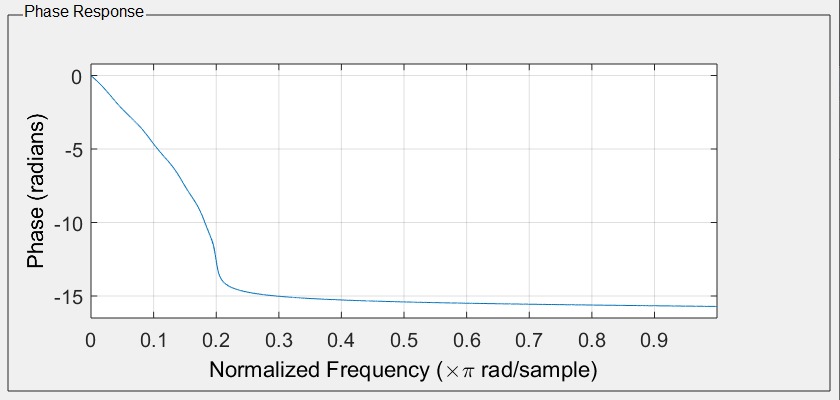 Phase Response
0
-5
-10
-15
Phase (radians)
0 0.1 0.2 0.3 0.4 0.5 0.6 0.7 0.8 0.9
Normalized Frequency (×π rad/sample)